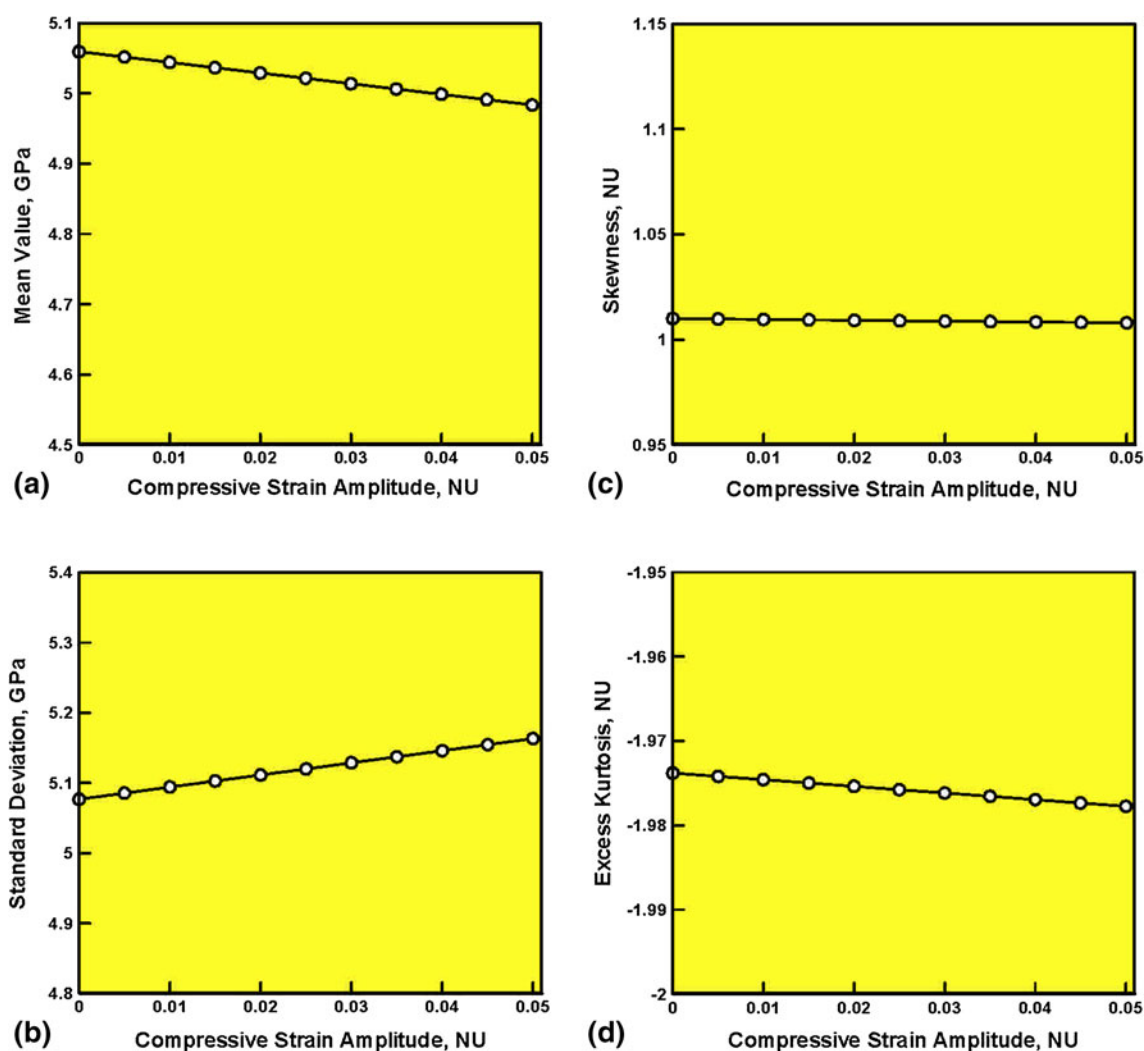 5.1
5
4.9
4.8
4.7
4.6
4.5
Mean Value, GPa
0 0.01 0.02 0.03 0.04 0.05
(a) Compressive Strain Amplitude, NU
1.15
1.1
1.05
1
0.95
Skewness, NU
0 0.01 0.02 0.03 0.04 0.05
(c) Compressive Strain Amplitude, NU
5.4
5.3
5.2
5.1
5
4.9
4.8
Standard Deviation, GPa
0 0.01 0.02 0.03 0.04 0.05
(b) Compressive Strain Amplitude, NU
-1.95
-1.96
-1.97
-1.98
-1.99
-2
Excess Kurtosis, NU
0 0.01 0.02 0.03 0.04 0.05
(d) Compressive Strain Amplitude, NU